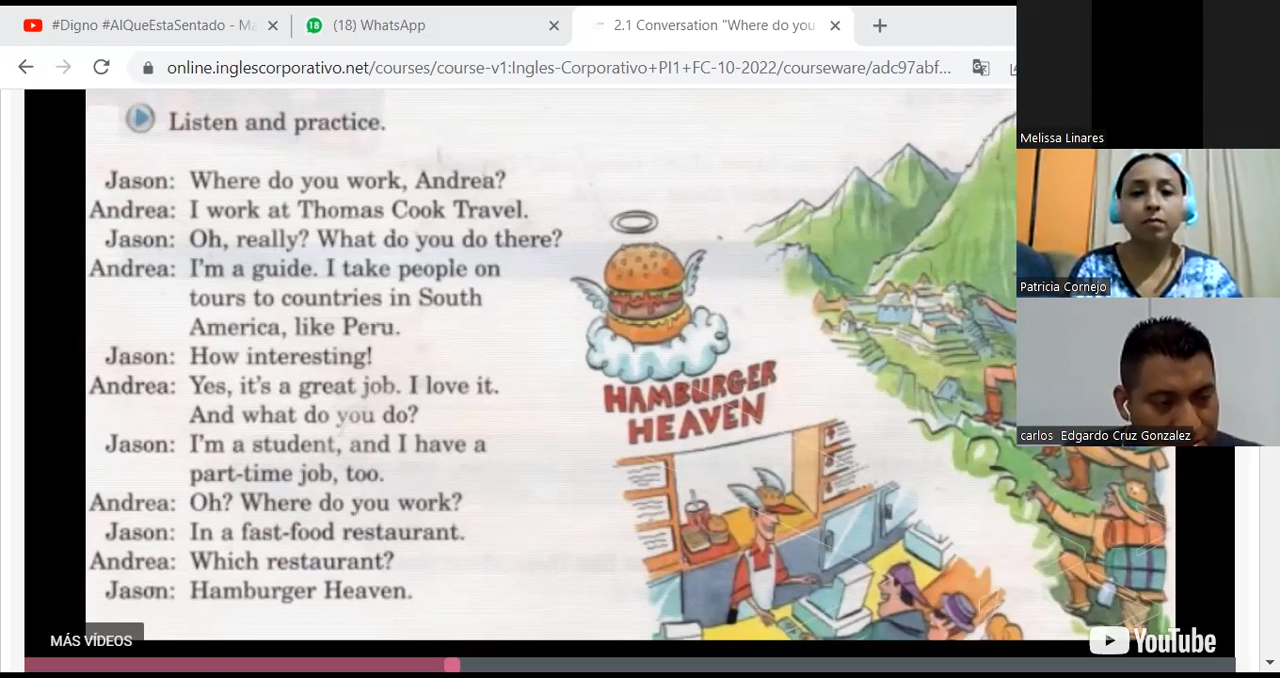 #Digno #AlQueEstaSentado - Ma
(18) WhatsApp
2.1 Conversation "Where do you
online.inglescorporativo.net/courses/course-v1:Ingles-Corporativo+PI1+FC-10-2022/courseware/adc97abf...
Listen and practice.
Jason: Where do you work, Andrea?
Andrea: I work at Thomas Cook Travel.
Jason: Oh, really? What do you do there?
Andrea: I'm a guide. I take people on
tours to countries in South
America, like Peru.
Jason: How interesting!
Andrea: Yes, it's a great job. I love it.
And what do you do?
Jason: I'm a student, and I have a
part-time job, too.
Andrea: Oh? Where do you work?
Jason: In a fast-food restaurant.
Andrea: Which restaurant?
Jason: Hamburger Heaven.
HAMBURGER
HEAVEN
MÁS VÍDEOS
YouTube
Melissa Linares
Patricia Cornejo
carlos Edgardo Cruz Gonzalez